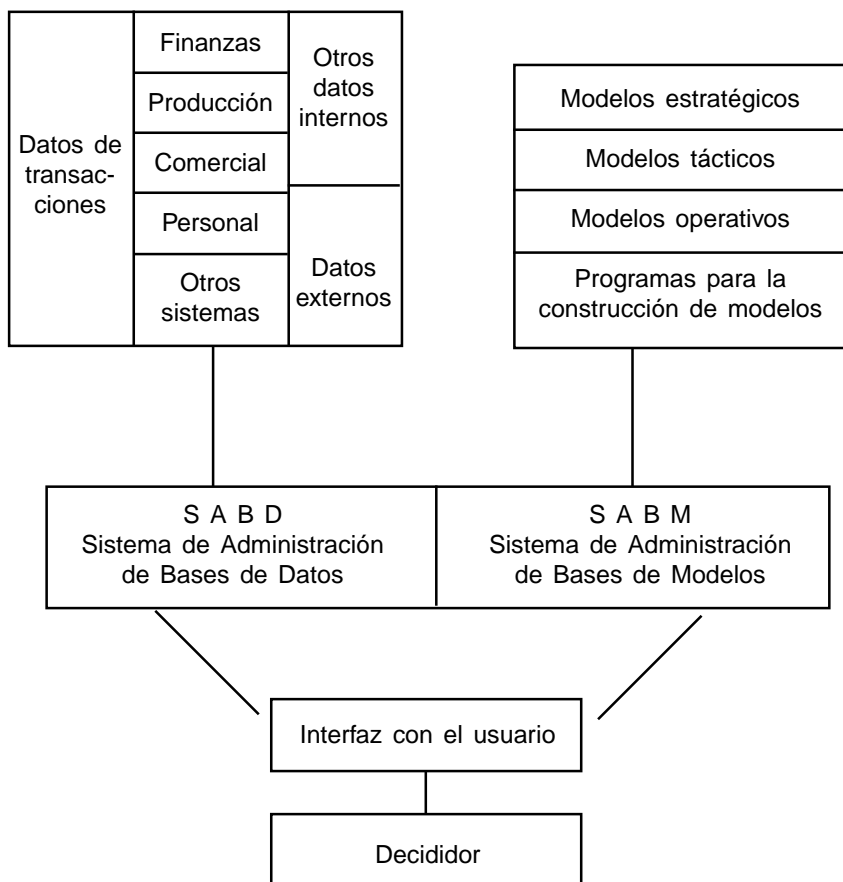 Datos de
transac-
ciones
Finanzas
Producción
Comercial
Personal
Otros
sistemas
Otros
datos
internos
Datos
externos
Modelos estratégicos
Modelos tácticos
Modelos operativos
Programas para la
construcción de modelos
S A B D
Sistema de Administración
de Bases de Datos
S A B M
Sistema de Administración
de Bases de Modelos
Interfaz con el usuario
Decididor